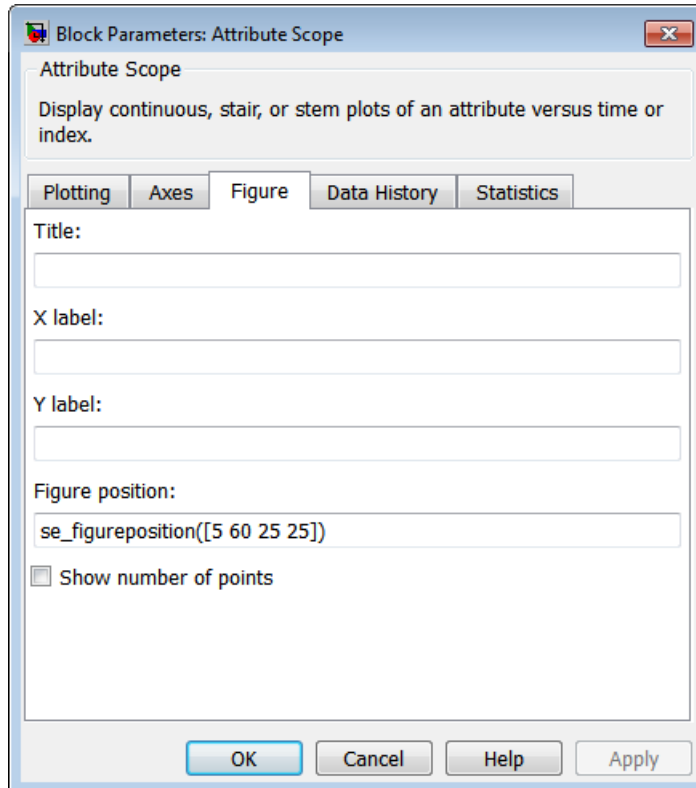 Block Parameters: Attribute Scope
Attribute Scope
Display continuous, stair, or stem plots of an attribute versus time or
index.
Plotting Axes Figure Data History Statistics
Title:
X label:
Y label:
Figure position:
se_figureposition([5 60 25 25])
Show number of points
OK Cancel Help Apply